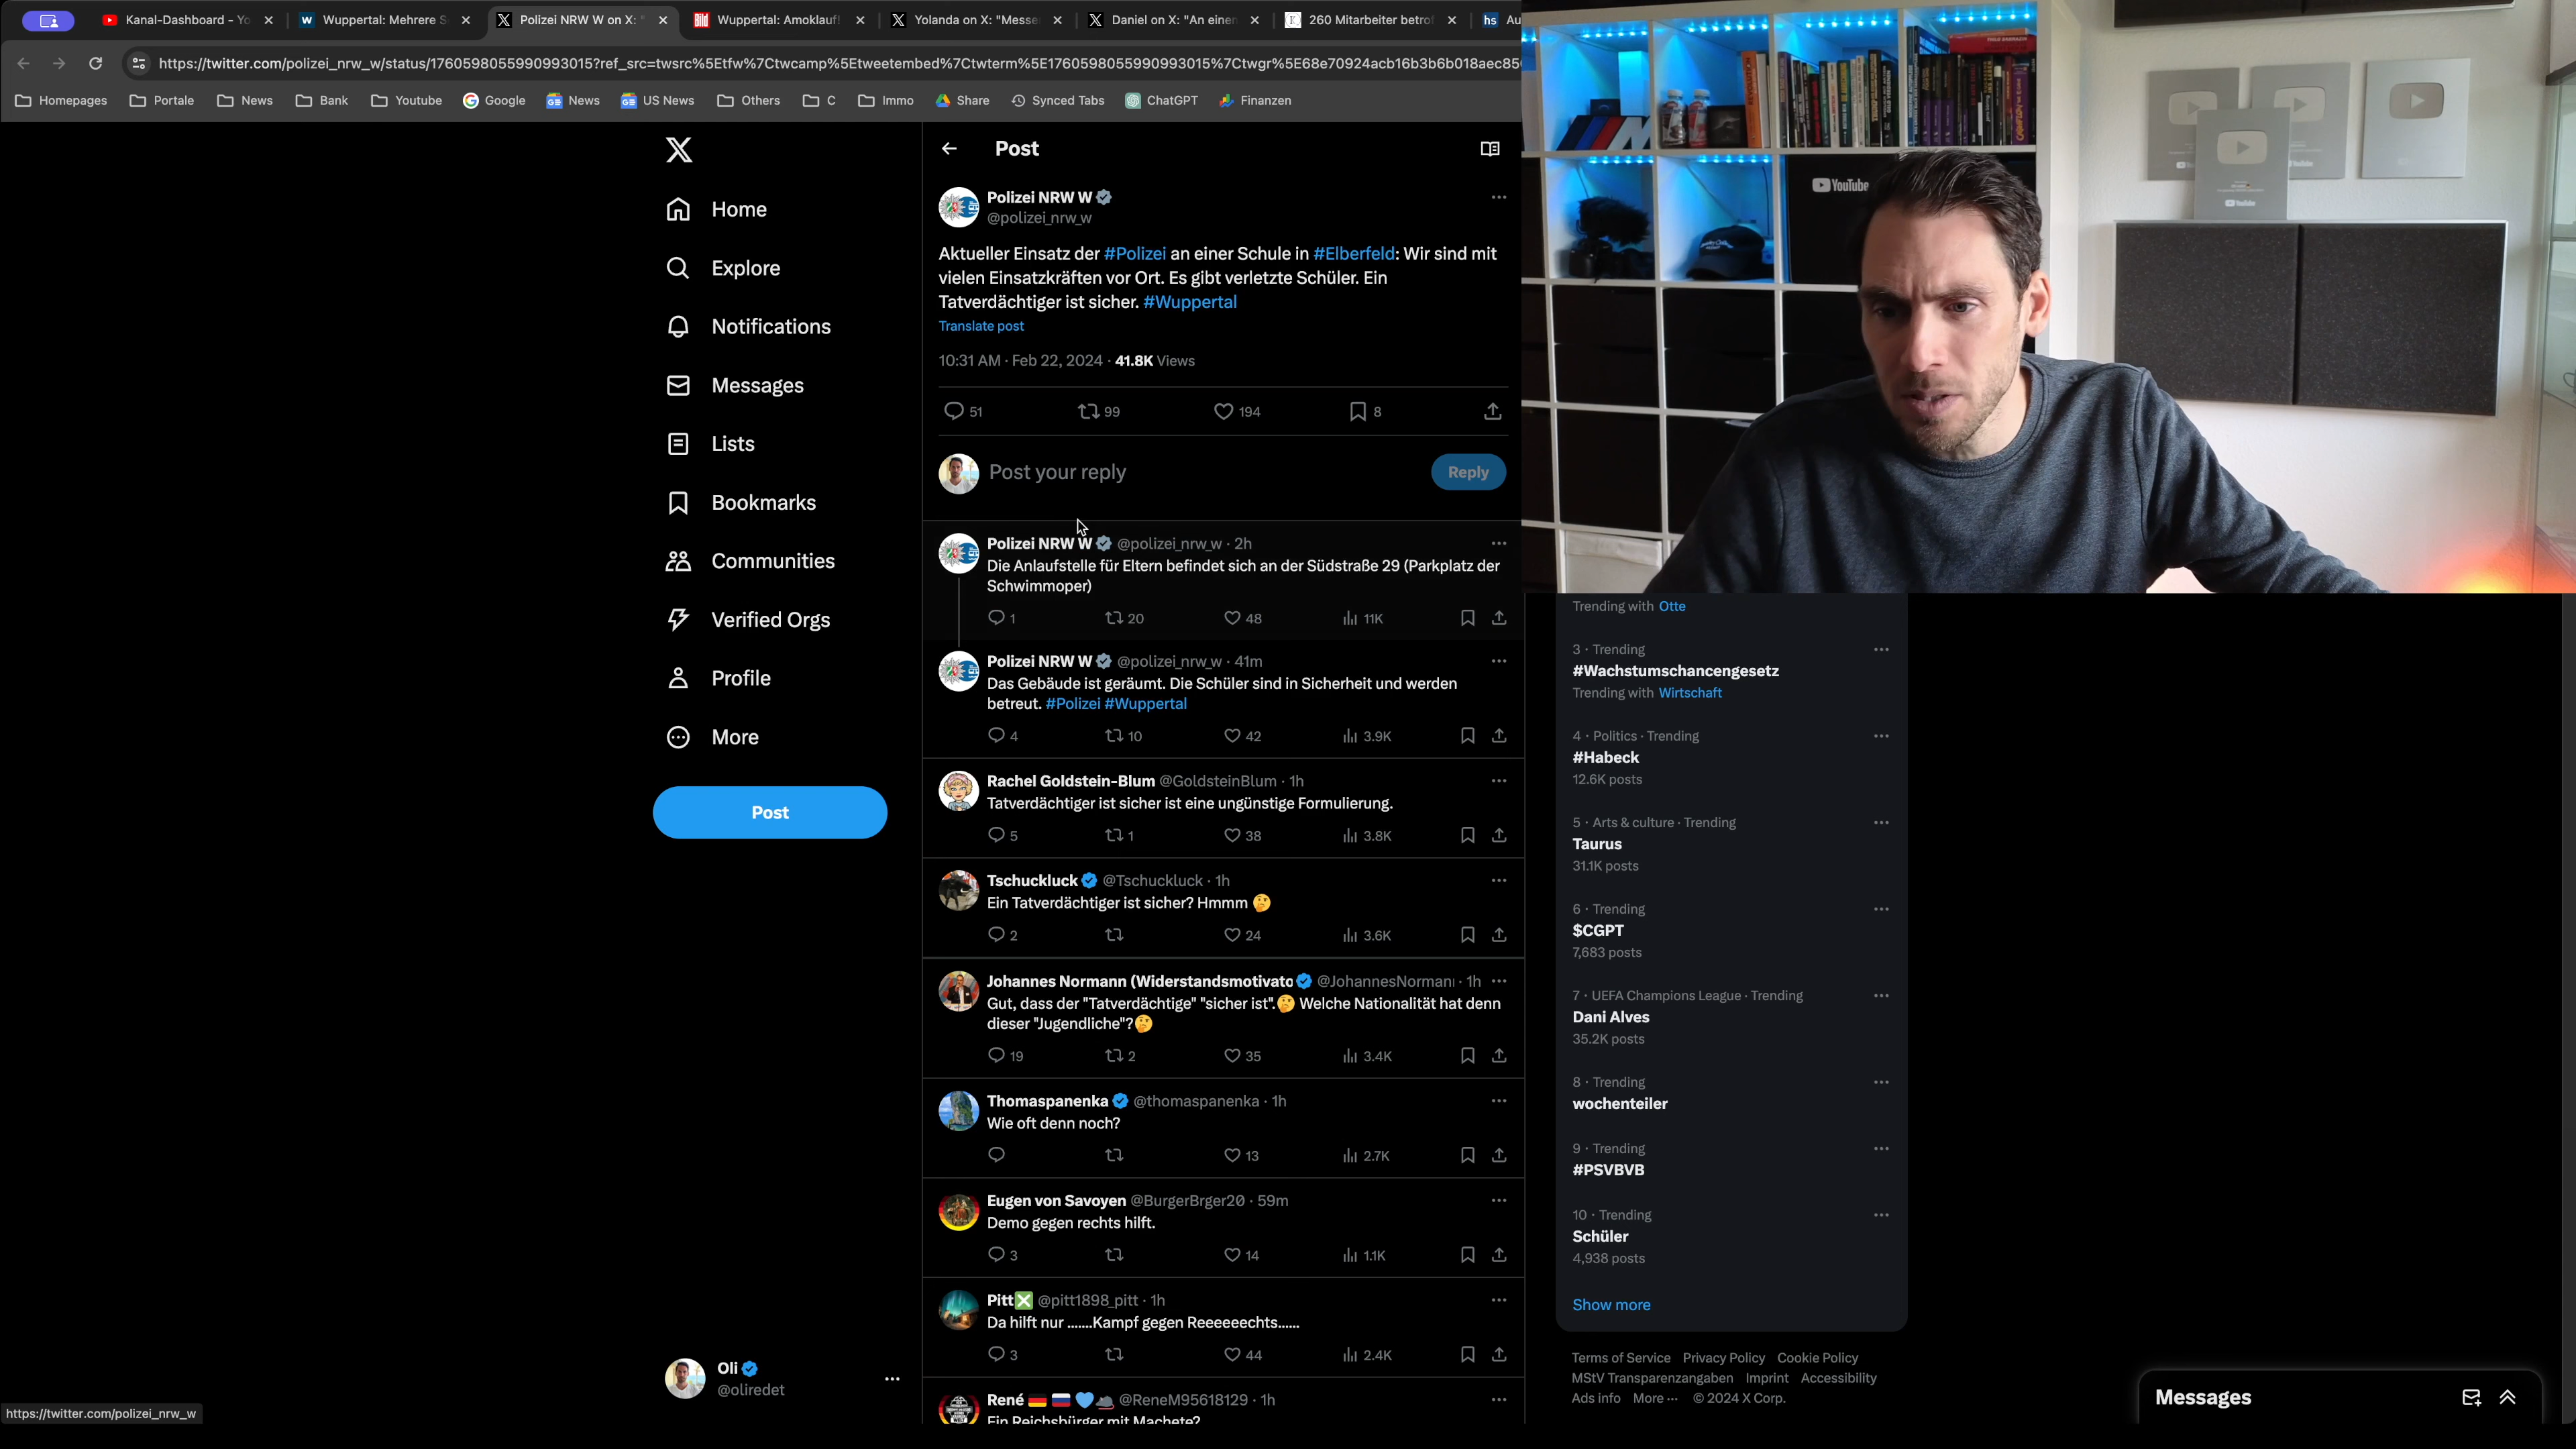 Kanal-Dashboard - Yo
Wuppertal: Mehrere S
Polizei NRW W on X: "
Bild
Wuppertal: Amoklauf!
Yolanda on X: "Messe
Daniel on X: "An einen
260 Mitarbeiter betrof
hs
Au
https://twitter.com/polizei_nrw_w/status/1760598055990993015?ref_src=twsrc%5Etfw%7Ctwcamp%5Etweetembed%7Ctwterm%5E1760598055990993015%7Ctwgr%5E68e70924acb16b3b6b018aec850
Homepages
Portale
News
Bank
Youtube
Google
News
US News
Others
C
Immo
Share
Synced Tabs
ChatGPT
Finanzen
Home
Explore
Notifications
Messages
Lists
Bookmarks
Communities
Verified Orgs
Profile
More
Post
Oli
@oliredet
https://twitter.com/polizei_nrw_w
Post
Polizei NRW W
@polizei_nrw_w
Aktueller Einsatz der #Polizei an einer Schule in #Elberfeld: Wir sind mit
vielen Einsatzkräften vor Ort. Es gibt verletzte Schüler. Ein
Tatverdächtiger ist sicher. #Wuppertal
Translate post
10:31 AM · Feb 22, 2024 · 41.8K Views
51 99 194 8
Post your reply
Reply
Polizei NRW W @polizei_nrw_w · 2h
Die Anlaufstelle für Eltern befindet sich an der Südstraße 29 (Parkplatz der
Schwimmoper)
1 20 48 11K
Polizei NRW W @polizei_nrw_w · 41m
Das Gebäude ist geräumt. Die Schüler sind in Sicherheit und werden
betreut. #Polizei #Wuppertal
4 10 42 3.9K
Rachel Goldstein-Blum @GoldsteinBlum · 1h
Tatverdächtiger ist sicher ist eine ungünstige Formulierung.
5 1 38 3.8K
Tschuckluck @Tschuckluck · 1h
Ein Tatverdächtiger ist sicher? Hmmm 🤔
2 24 3.6K
Johannes Normann (Widerstandsmotivato @JohannesNorman · 1h
Gut, dass der "Tatverdächtige" "sicher ist".🤔 Welche Nationalität hat denn
dieser "Jugendliche"?🤔
19 2 35 3.4K
Thomaspanenka @thomaspanenka · 1h
Wie oft denn noch?
13 2.7K
Eugen von Savoyen @BurgerBrger20 · 59m
Demo gegen rechts hilft.
3 14 1.1K
Pitt❎ @pitt1898_pitt · 1h
Da hilft nur .......Kampf gegen Reeeeeechts......
3 44 2.4K
René @ReneM95618129 · 1h
Ein Reichsbürger mit Machete?
YouTube
YouTube
Trending with Otte
3 · Trending
#Wachstumschancengesetz
Trending with Wirtschaft
4 · Politics · Trending
#Habeck
12.6K posts
5 · Arts & culture · Trending
Taurus
31.1K posts
6 · Trending
$CGPT
7,683 posts
7 · UEFA Champions League · Trending
Dani Alves
35.2K posts
8 · Trending
wochenteiler
9 · Trending
#PSVBVB
10 · Trending
Schüler
4,938 posts
Show more
Terms of Service Privacy Policy Cookie Policy
MStV Transparenzangaben Imprint Accessibility
Ads info More ··· © 2024 X Corp.
Messages